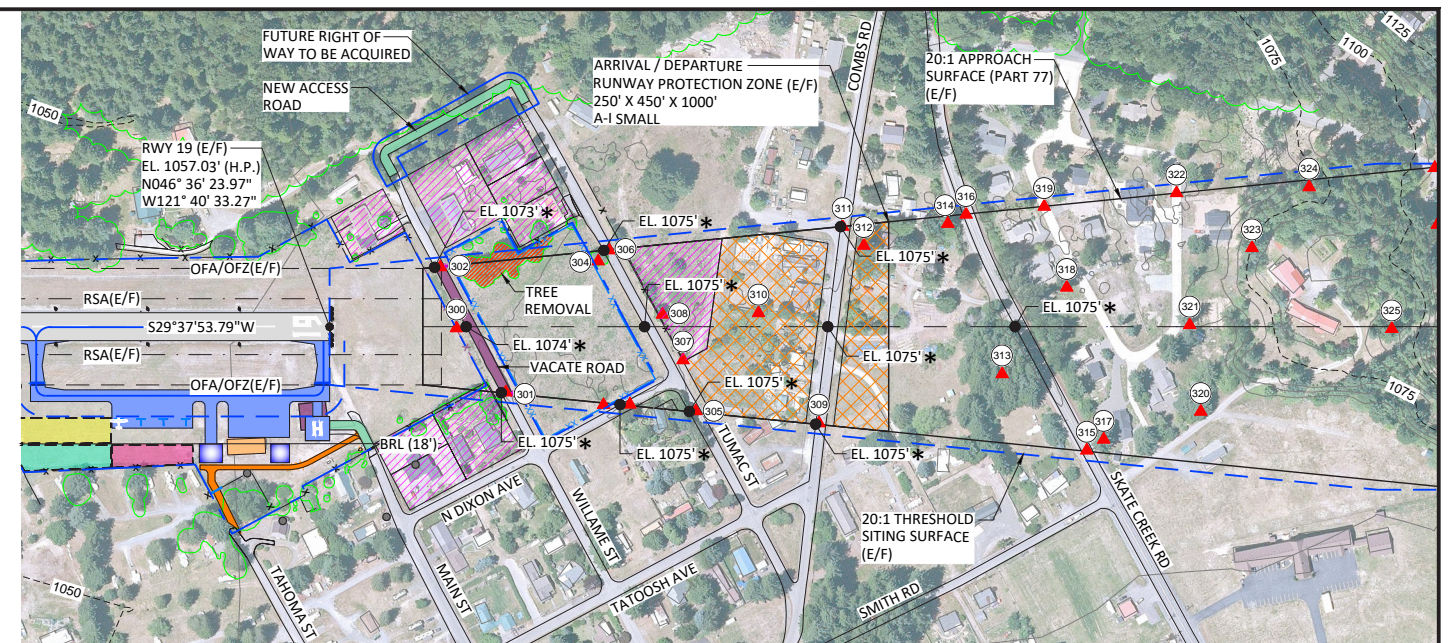 FUTURE RIGHT OF
WAY TO BE ACQUIRED
NEW ACCESS
ROAD
1050
RWY 19 (E/F)
EL. 1057.03' (H.P.)
N046° 36' 23.97"
W121° 40' 33.27"
ARRIVAL / DEPARTURE
RUNWAY PROTECTION ZONE (E/F)
250' X 450' X 1000'
A-I SMALL
COMBS RD
20:1 APPROACH
SURFACE (PART 77)
(E/F)
1075
1100
1125
OFA/OFZ(E/F)
RSA(E/F)
S29°37'53.79"W
19
RSA(E/F)
OFA/OFZ(E/F)
EL. 1073' *
EL. 1075' *
302
304
306
TREE
REMOVAL
300
EL. 1074' *
VACATE ROAD
301
EL. 1075' *
EL. 1075' *
308
307
310
311
312
EL. 1075' *
314
316
319
322
324
323
318
321
325
EL. 1075' *
EL. 1075' *
313
EL. 1075' *
305
309
EL. 1075' *
EL. 1075' *
315
317
320
1075
BRL (18')
H
N DIXON AVE
WILLAME ST
TUMAC ST
MAIN ST
TATOOSH AVE
TAHOMA ST
1050
20:1 THRESHOLD
SITING SURFACE
(E/F)
SMITH RD
SKATE CREEK RD